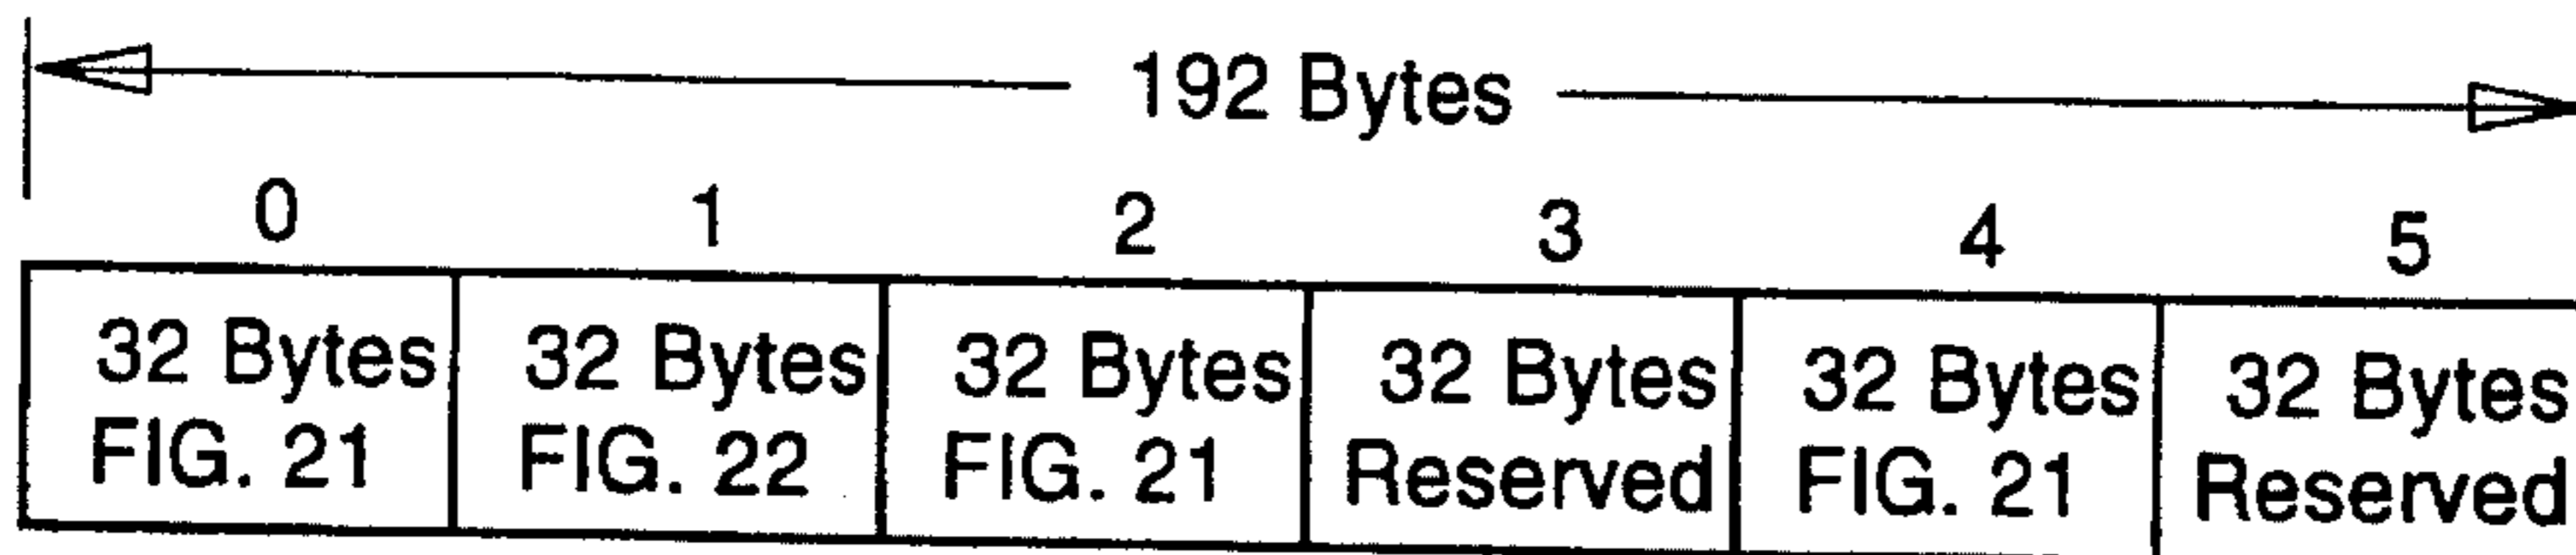 192 Bytes
0 1 2 3 4 5
32 Bytes 32 Bytes 32 Bytes 32 Bytes 32 Bytes 32 Bytes
FIG. 21 FIG. 22 FIG. 21 Reserved FIG. 21 Reserved